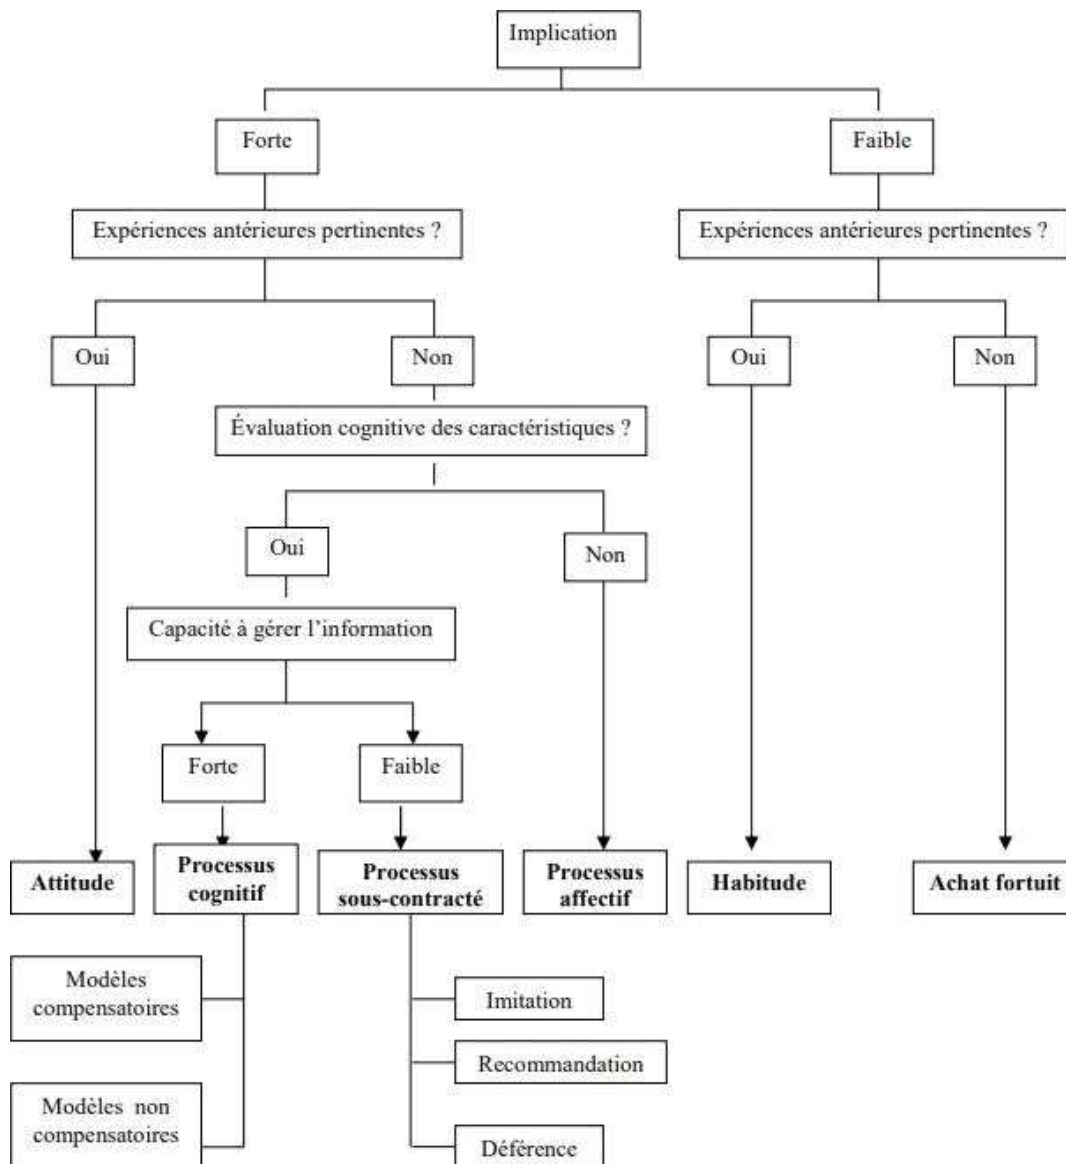 Implication
Forte
Faible
Expériences antérieures pertinentes ?
Expériences antérieures pertinentes ?
Oui
Non
Oui
Non
Évaluation cognitive des caractéristiques ?
Oui
Non
Capacité à gérer l'information
Forte
Faible
Attitude
Processus
cognitif
Processus
sous-contracté
Processus
affectif
Habitude
Achat fortuit
Modèles
compensatoires
Imitation
Recommandation
Modèles non
compensatoires
Déférence